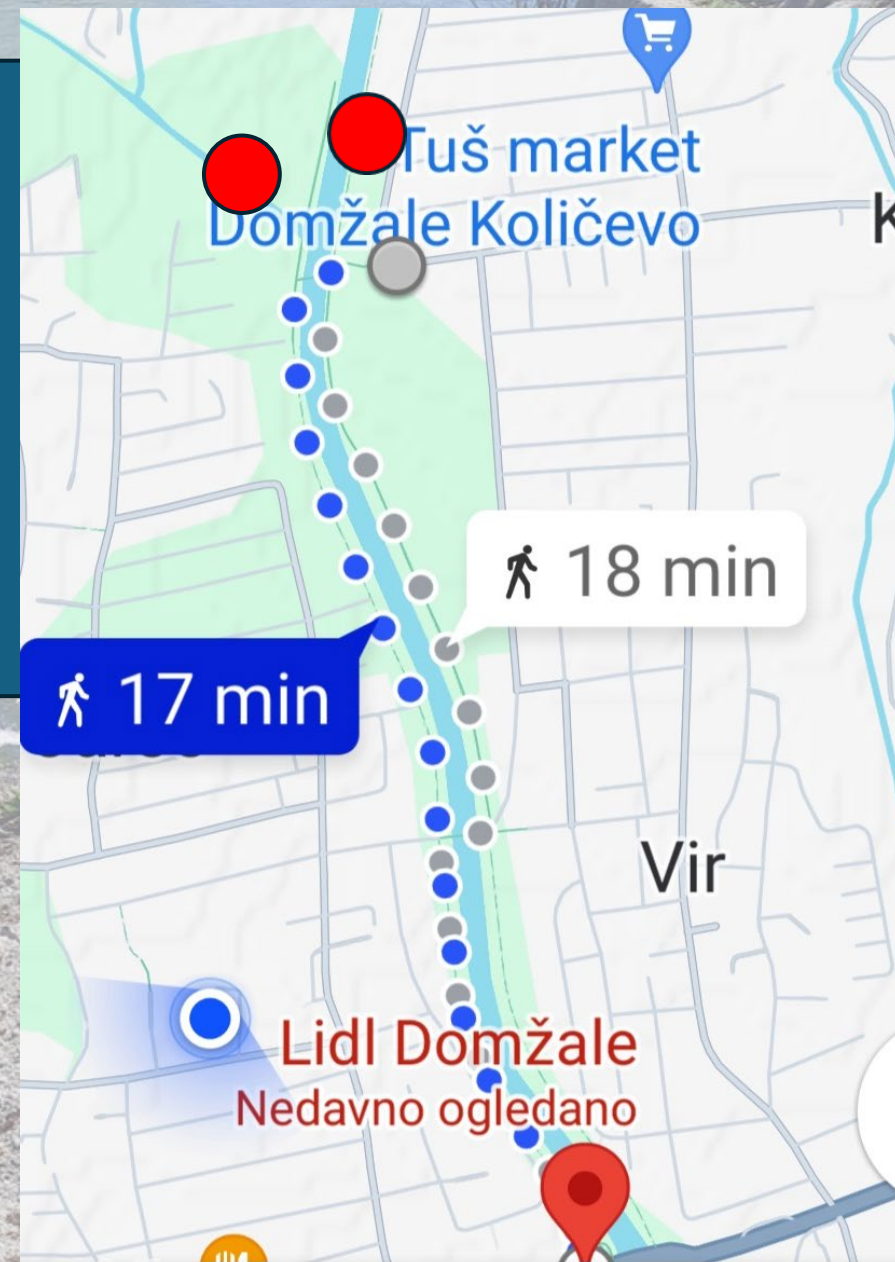 Tuš market
Domžale Količevo
K
18 min
17 min
Vir
Lidl Domžale
Nedavno ogledano